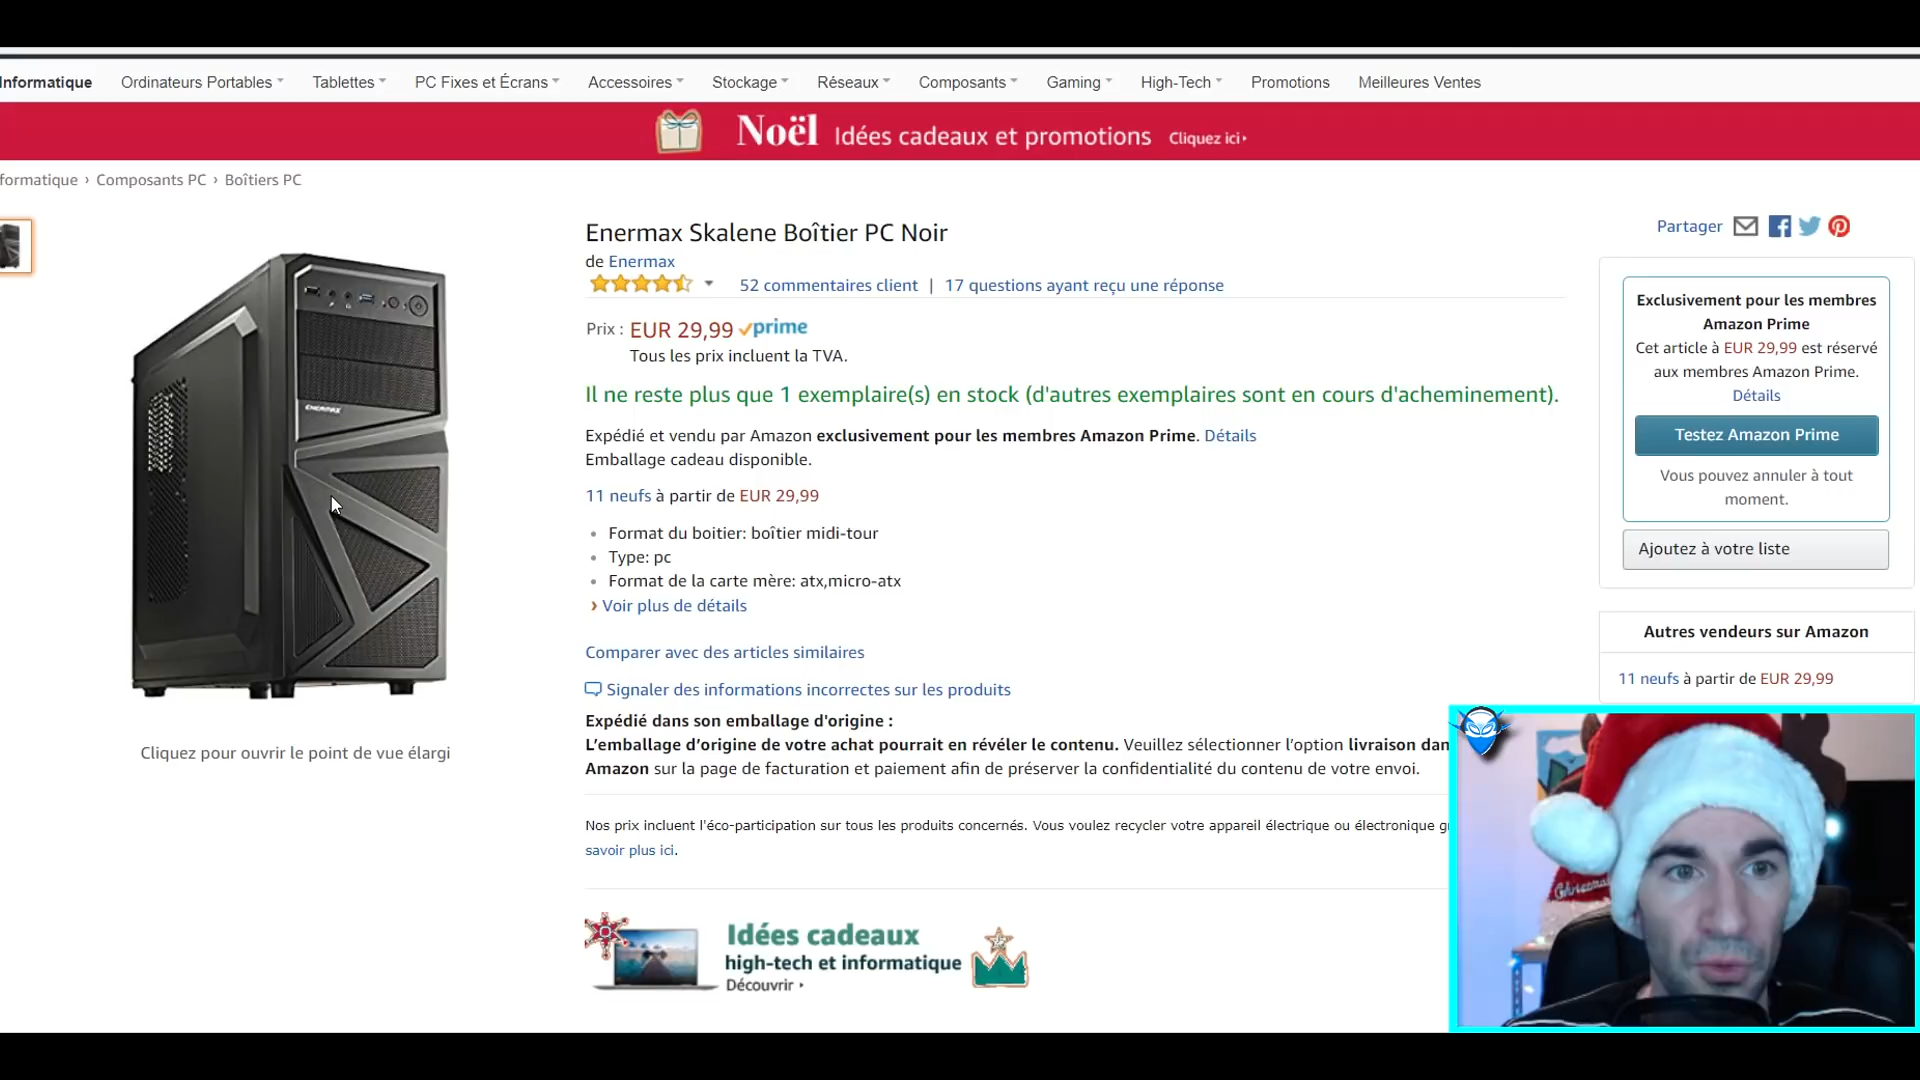 Informatique Ordinateurs Portables Tablettes PC Fixes et Écrans Accessoires Stockage Réseaux Composants Gaming High-Tech Promotions Meilleures Ventes
Noël Idées cadeaux et promotions Cliquez ici
formatique › Composants PC › Boîtiers PC
ENERMAX
Cliquez pour ouvrir le point de vue élargi
Enermax Skalene Boîtier PC Noir
de Enermax
52 commentaires client | 17 questions ayant reçu une réponse
Prix : EUR 29,99 prime
Tous les prix incluent la TVA.
Il ne reste plus que 1 exemplaire(s) en stock (d'autres exemplaires sont en cours d'acheminement).
Expédié et vendu par Amazon exclusivement pour les membres Amazon Prime. Détails
Emballage cadeau disponible.
11 neufs à partir de EUR 29,99
Format du boitier: boîtier midi-tour
Type: pc
Format de la carte mère: atx,micro-atx
› Voir plus de détails
Comparer avec des articles similaires
Signaler des informations incorrectes sur les produits
Expédié dans son emballage d'origine :
L’emballage d’origine de votre achat pourrait en révéler le contenu. Veuillez sélectionner l’option livraison dan
Amazon sur la page de facturation et paiement afin de préserver la confidentialité du contenu de votre envoi.
Nos prix incluent l'éco-participation sur tous les produits concernés. Vous voulez recycler votre appareil électrique ou électronique g
savoir plus ici.
Idées cadeaux
high-tech et informatique
Découvrir
Partager
Exclusivement pour les membres
Amazon Prime
Cet article à EUR 29,99 est réservé
aux membres Amazon Prime.
Détails
Testez Amazon Prime
Vous pouvez annuler à tout
moment.
Ajoutez à votre liste
Autres vendeurs sur Amazon
11 neufs à partir de EUR 29,99
Christmas